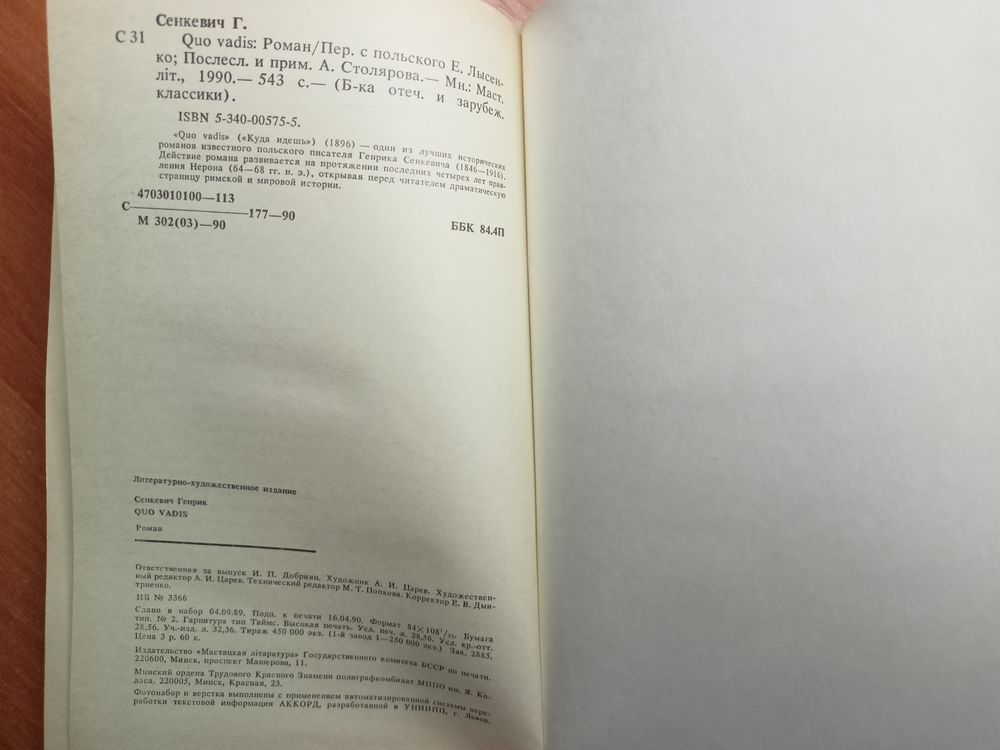 Сенкевич Г.
С 31 Quo vadis: Роман/Пер. с польского Е. Лысен-
ко; Послесл. и прим. А. Столярова.— Мн.: Маст.
літ., 1990.— 543 с.— (Б-ка отеч. и зарубеж.
классики).
ISBN 5-340-00575-5.
«Quo vadis» («Куда идешь») (1896) — один из лучших исторических
романов известного польского писателя Генрика Сенкевича (1846—1916).
Действие романа развивается на протяжении последних четырех лет прав-
ления Нерона (64—68 гг. н. э.), открывая перед читателем драматическую
страницу римской и мировой истории.
4703010100—113
С————177—90
М 302(03)—90
ББК 84.4П
Литературно-художественное издание
Сенкевич Генрик
QUO VADIS
Роман
Ответственная за выпуск И. П. Добриян. Художник А. И. Царев. Художествен-
ный редактор А. И. Царев. Технический редактор М. Т. Попкова. Корректор Е. В. Дми-
триенко.
ИБ № 3366
Сдано в набор 04.09.89. Подп. к печати 16.04.90. Формат 84×108¹/₃₂. Бумага
тип. № 2. Гарнитура тип Таймс. Высокая печать. Усл. печ. л. 28,56. Усл. кр.-отт.
28,56. Уч.-изд. л. 32,36. Тираж 450 000 экз. (1-й завод 1—250 000 экз.) Зак. 2885.
Цена 3 р. 60 к.
Издательство «Мастацкая літаратура» Государственного комитета БССР по печати.
220600, Минск, проспект Машерова, 11.
Минский ордена Трудового Красного Знамени полиграфкомбинат МППО им. Я. Ко-
ласа. 220005, Минск, Красная, 23.
Фотонабор и верстка выполнены с применением автоматизированной системы пере-
работки текстовой информации АККОРД, разработанной в УНИИПП, г. Львов.